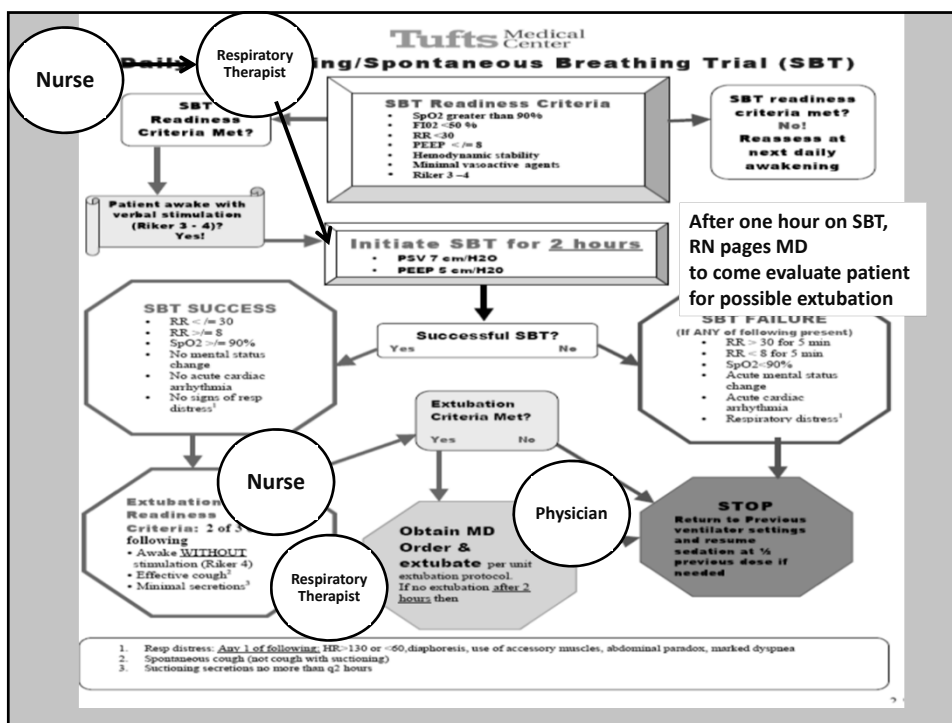 Tufts Medical Center
ing/Spontaneous Breathing Trial (SBT)
Nurse
Respiratory
Therapist
SBT
Readiness
Criteria Met?
SBT Readiness Criteria
• SpO2 greater than 90%
• FI02 <50 %
• RR <30
• PEEP < /= 8
• Hemodynamic stability
• Minimal vasoactive agents
• Riker 3 –4
SBT readiness
criteria met?
No!
Reassess at
next daily
awakening
Patient awake with
verbal stimulation
(Riker 3 - 4)?
Yes!
Initiate SBT for 2 hours
• PSV 7 cm/H2O
• PEEP 5 cm/H2O
After one hour on SBT,
RN pages MD
to come evaluate patient
for possible extubation
SBT SUCCESS
• RR < /= 30
• RR >/= 8
• SpO2 >/= 90%
• No mental status
change
• No acute cardiac
arrhythmia
• No signs of resp
distress1
Successful SBT?
Yes No
SBT FAILURE
(If ANY of following present)
• RR > 30 for 5 min
• RR < 8 for 5 min
• SpO2<90%
• Acute mental status
change
• Acute cardiac
arrhythmia
• Respiratory distress1
Extubation
Criteria Met?
Yes No
Nurse
Extubation
Readiness
Criteria: 2 of 3
following
• Awake WITHOUT
stimulation (Riker 4)
• Effective cough2
• Minimal secretions3
Respiratory
Therapist
Obtain MD
Order &
extubate per unit
extubation protocol.
If no extubation after 2
hours then
Physician
STOP
Return to Previous
ventilator settings
and resume
sedation at ½
previous dose if
needed
1. Resp distress: Any 1 of following: HR>130 or <60,diaphoresis, use of accessory muscles, abdominal paradox, marked dyspnea
2. Spontaneous cough (not cough with suctioning)
3. Suctioning secretions no more than q2 hours